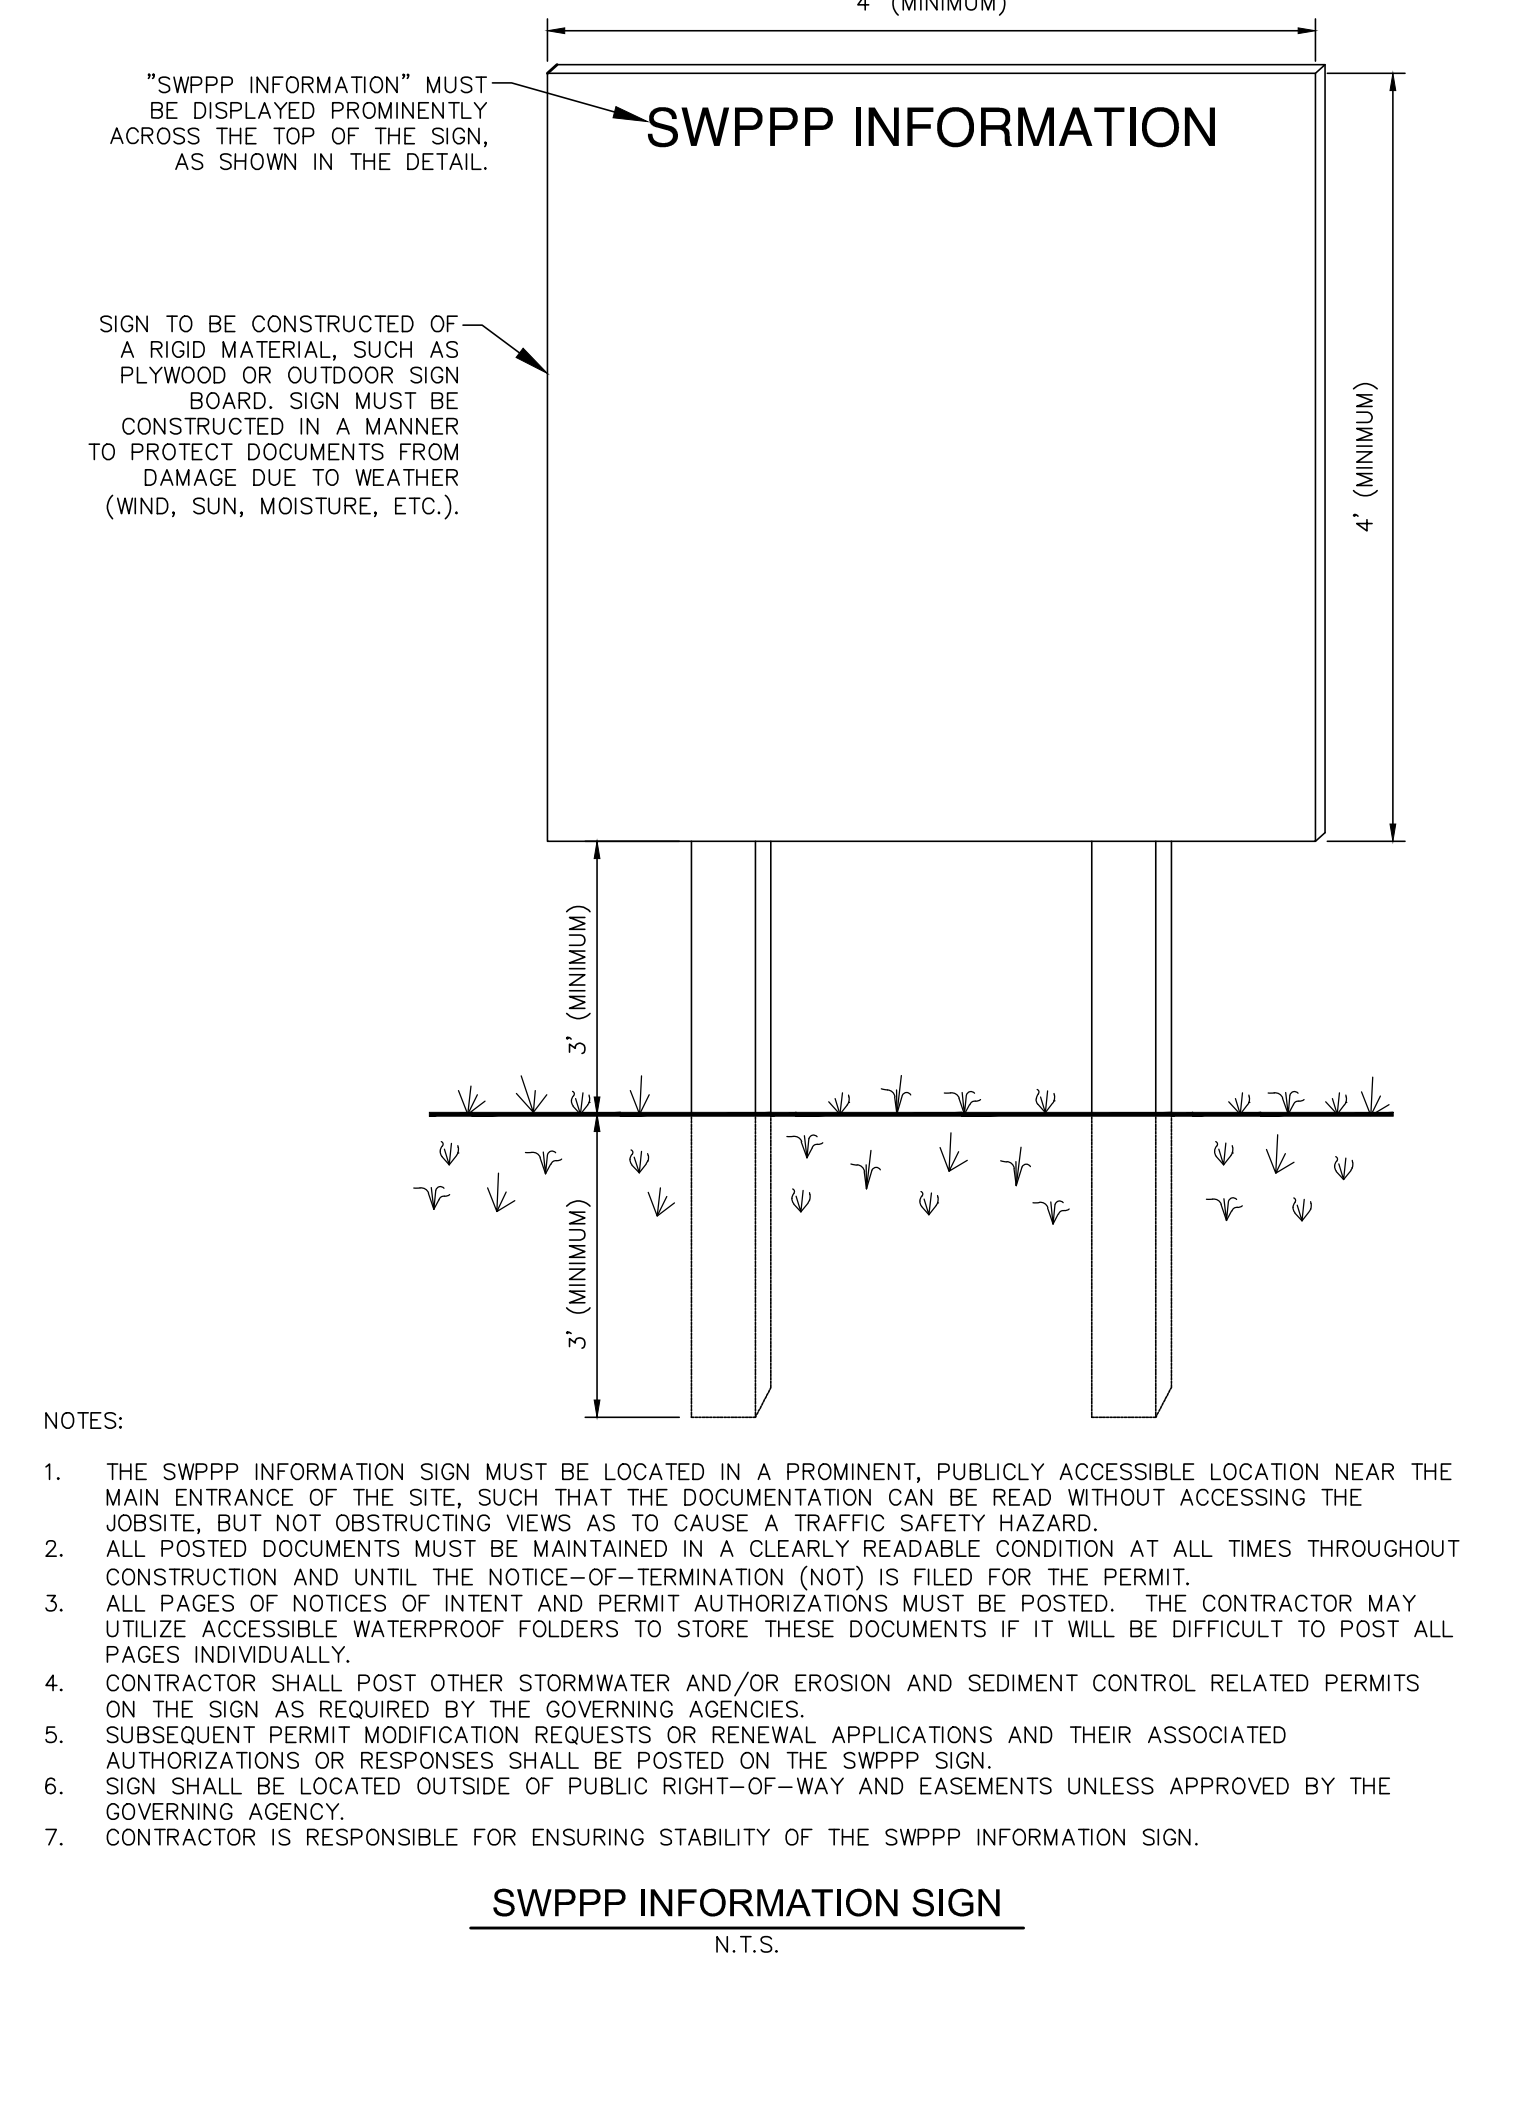 4' (MINIMUM)
"SWPPP INFORMATION" MUST
BE DISPLAYED PROMINENTLY
ACROSS THE TOP OF THE SIGN,
AS SHOWN IN THE DETAIL.
SWPPP INFORMATION
SIGN TO BE CONSTRUCTED OF
A RIGID MATERIAL, SUCH AS
PLYWOOD OR OUTDOOR SIGN
BOARD. SIGN MUST BE
CONSTRUCTED IN A MANNER
TO PROTECT DOCUMENTS FROM
DAMAGE DUE TO WEATHER
(WIND, SUN, MOISTURE, ETC.).
4' (MINIMUM)
3' (MINIMUM)
3' (MINIMUM)
NOTES:
1. THE SWPPP INFORMATION SIGN MUST BE LOCATED IN A PROMINENT, PUBLICLY ACCESSIBLE LOCATION NEAR THE
MAIN ENTRANCE OF THE SITE, SUCH THAT THE DOCUMENTATION CAN BE READ WITHOUT ACCESSING THE
JOBSITE, BUT NOT OBSTRUCTING VIEWS AS TO CAUSE A TRAFFIC SAFETY HAZARD.
2. ALL POSTED DOCUMENTS MUST BE MAINTAINED IN A CLEARLY READABLE CONDITION AT ALL TIMES THROUGHOUT
CONSTRUCTION AND UNTIL THE NOTICE-OF-TERMINATION (NOT) IS FILED FOR THE PERMIT.
3. ALL PAGES OF NOTICES OF INTENT AND PERMIT AUTHORIZATIONS MUST BE POSTED. THE CONTRACTOR MAY
UTILIZE ACCESSIBLE WATERPROOF FOLDERS TO STORE THESE DOCUMENTS IF IT WILL BE DIFFICULT TO POST ALL
PAGES INDIVIDUALLY.
4. CONTRACTOR SHALL POST OTHER STORMWATER AND/OR EROSION AND SEDIMENT CONTROL RELATED PERMITS
ON THE SIGN AS REQUIRED BY THE GOVERNING AGENCIES.
5. SUBSEQUENT PERMIT MODIFICATION REQUESTS OR RENEWAL APPLICATIONS AND THEIR ASSOCIATED
AUTHORIZATIONS OR RESPONSES SHALL BE POSTED ON THE SWPPP SIGN.
6. SIGN SHALL BE LOCATED OUTSIDE OF PUBLIC RIGHT-OF-WAY AND EASEMENTS UNLESS APPROVED BY THE
GOVERNING AGENCY.
7. CONTRACTOR IS RESPONSIBLE FOR ENSURING STABILITY OF THE SWPPP INFORMATION SIGN.
SWPPP INFORMATION SIGN
N.T.S.